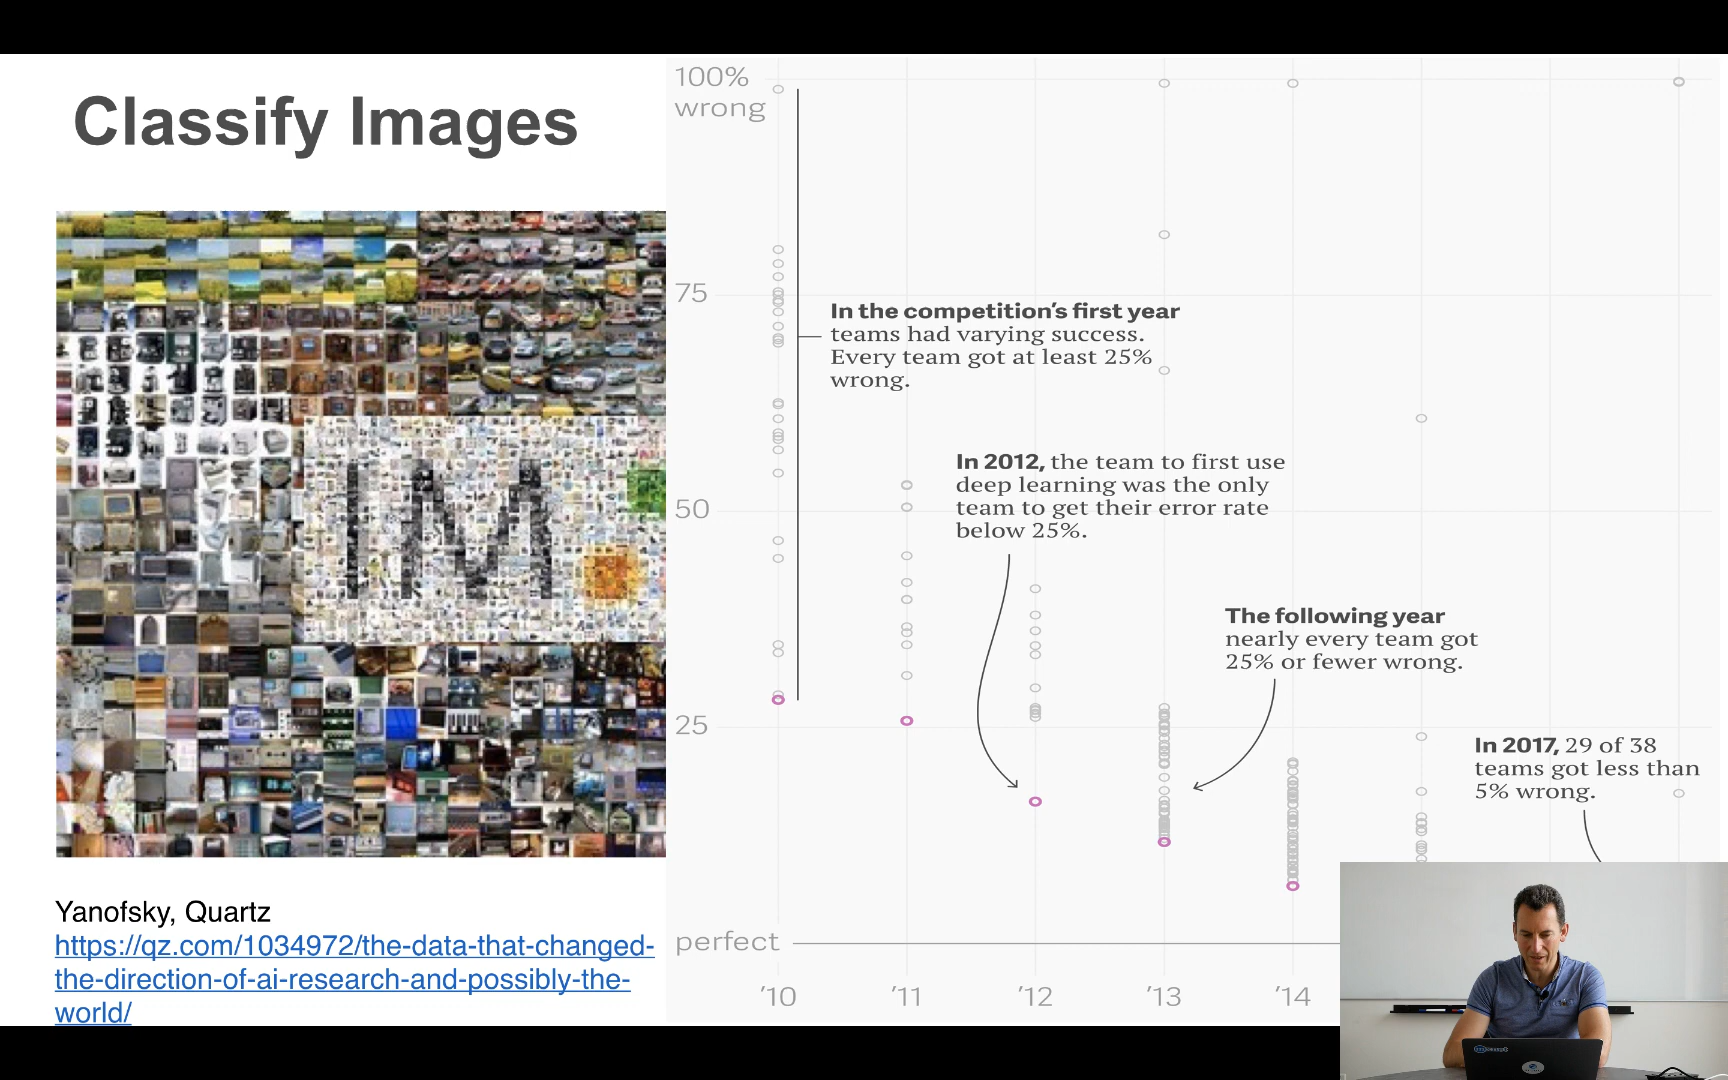 Classify Images
Yanofsky, Quartz
https://qz.com/1034972/the-data-that-changed-
the-direction-of-ai-research-and-possibly-the-
world/
100%
wrong
75
50
25
perfect
In the competition’s first year
teams had varying success.
Every team got at least 25%
wrong.
In 2012, the team to first use
deep learning was the only
team to get their error rate
below 25%.
The following year
nearly every team got
25% or fewer wrong.
In 2017, 29 of 38
teams got less than
5% wrong.
’10
’11
’12
’13
’14
IM